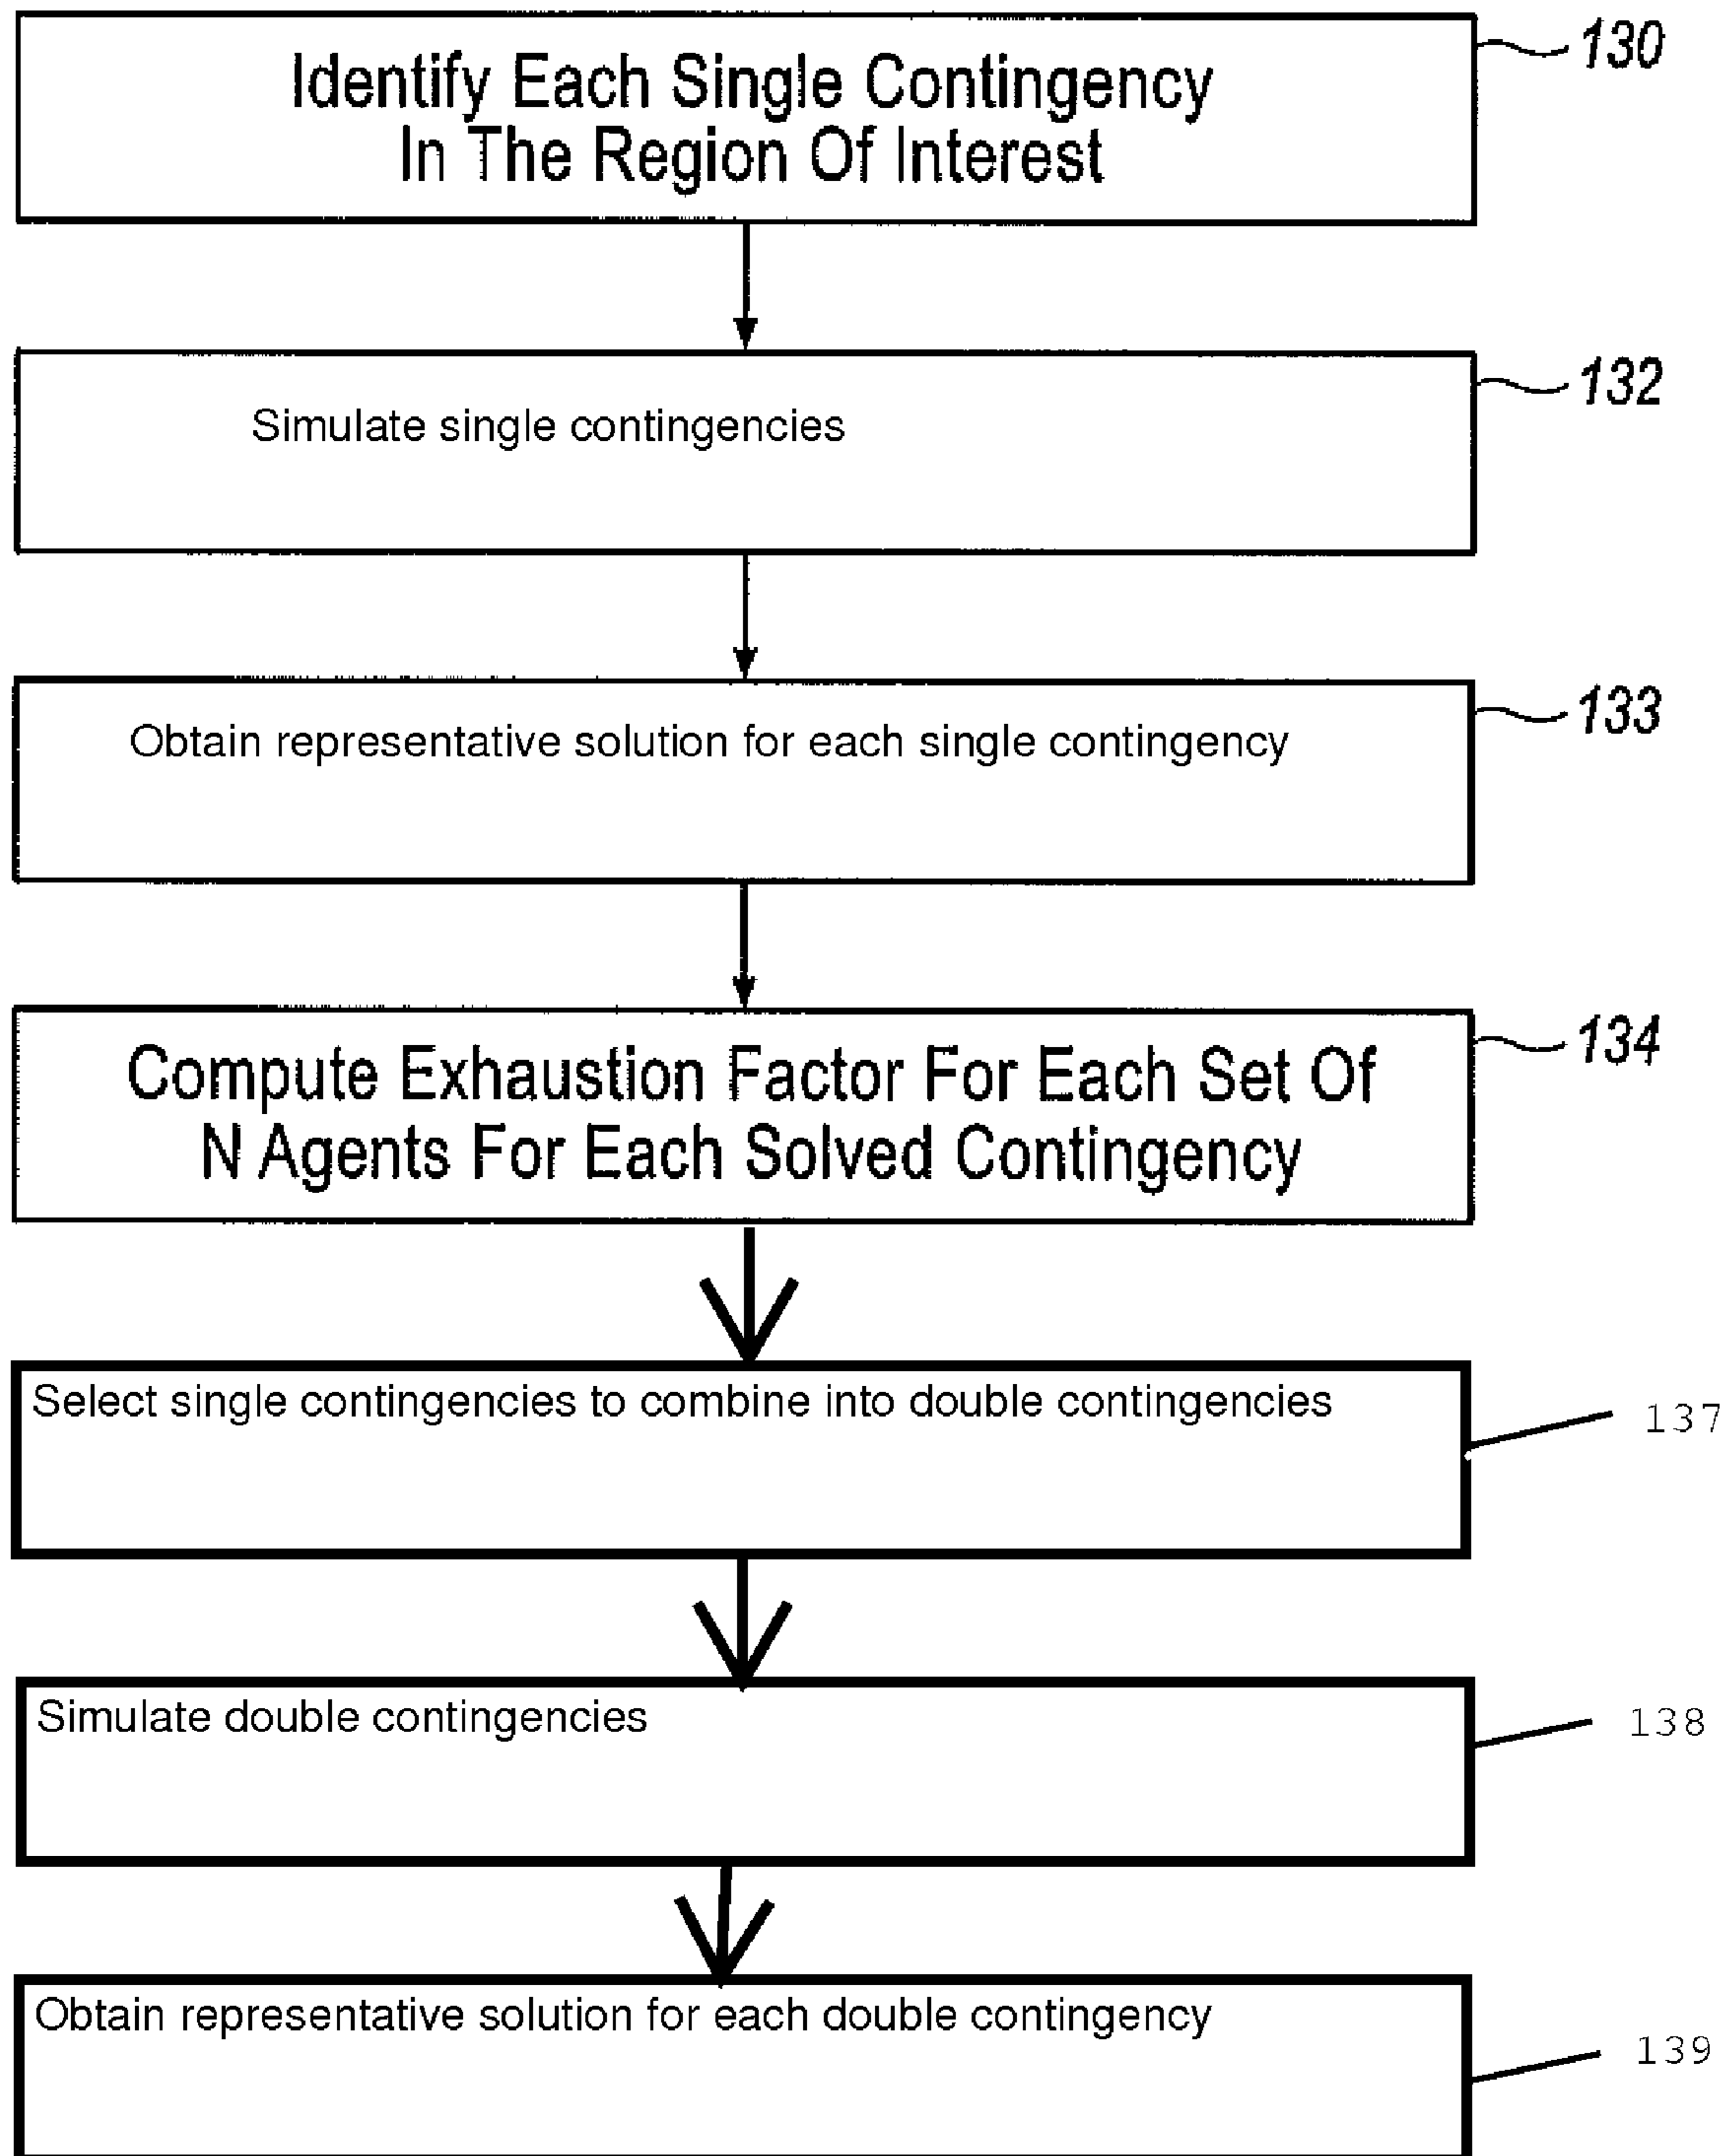 Identify Each Single Contingency
In The Region Of Interest
130
Simulate single contingencies
132
Obtain representative solution for each single contingency
133
Compute Exhaustion Factor For Each Set Of
N Agents For Each Solved Contingency
134
Select single contingencies to combine into double contingencies
137
Simulate double contingencies
138
Obtain representative solution for each double contingency
139